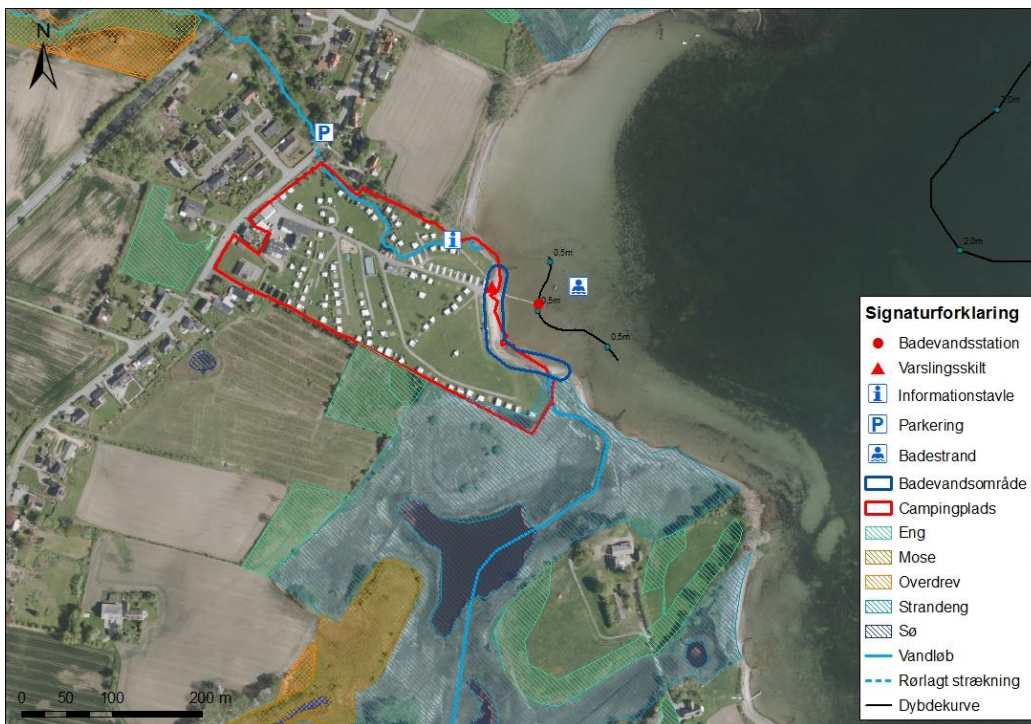 N
P
i
0,5m
0,5m
0,5m
2,0m
0 50 100 200 m
Signaturforklaring
Badevandsstation
Varslingsskilt
i Informationstavle
P Parkering
Badestrand
Badevandsområde
Campingplads
Eng
Mose
Overdrev
Strandeng
Sø
Vandløb
Rørlagt strækning
Dybdekurve